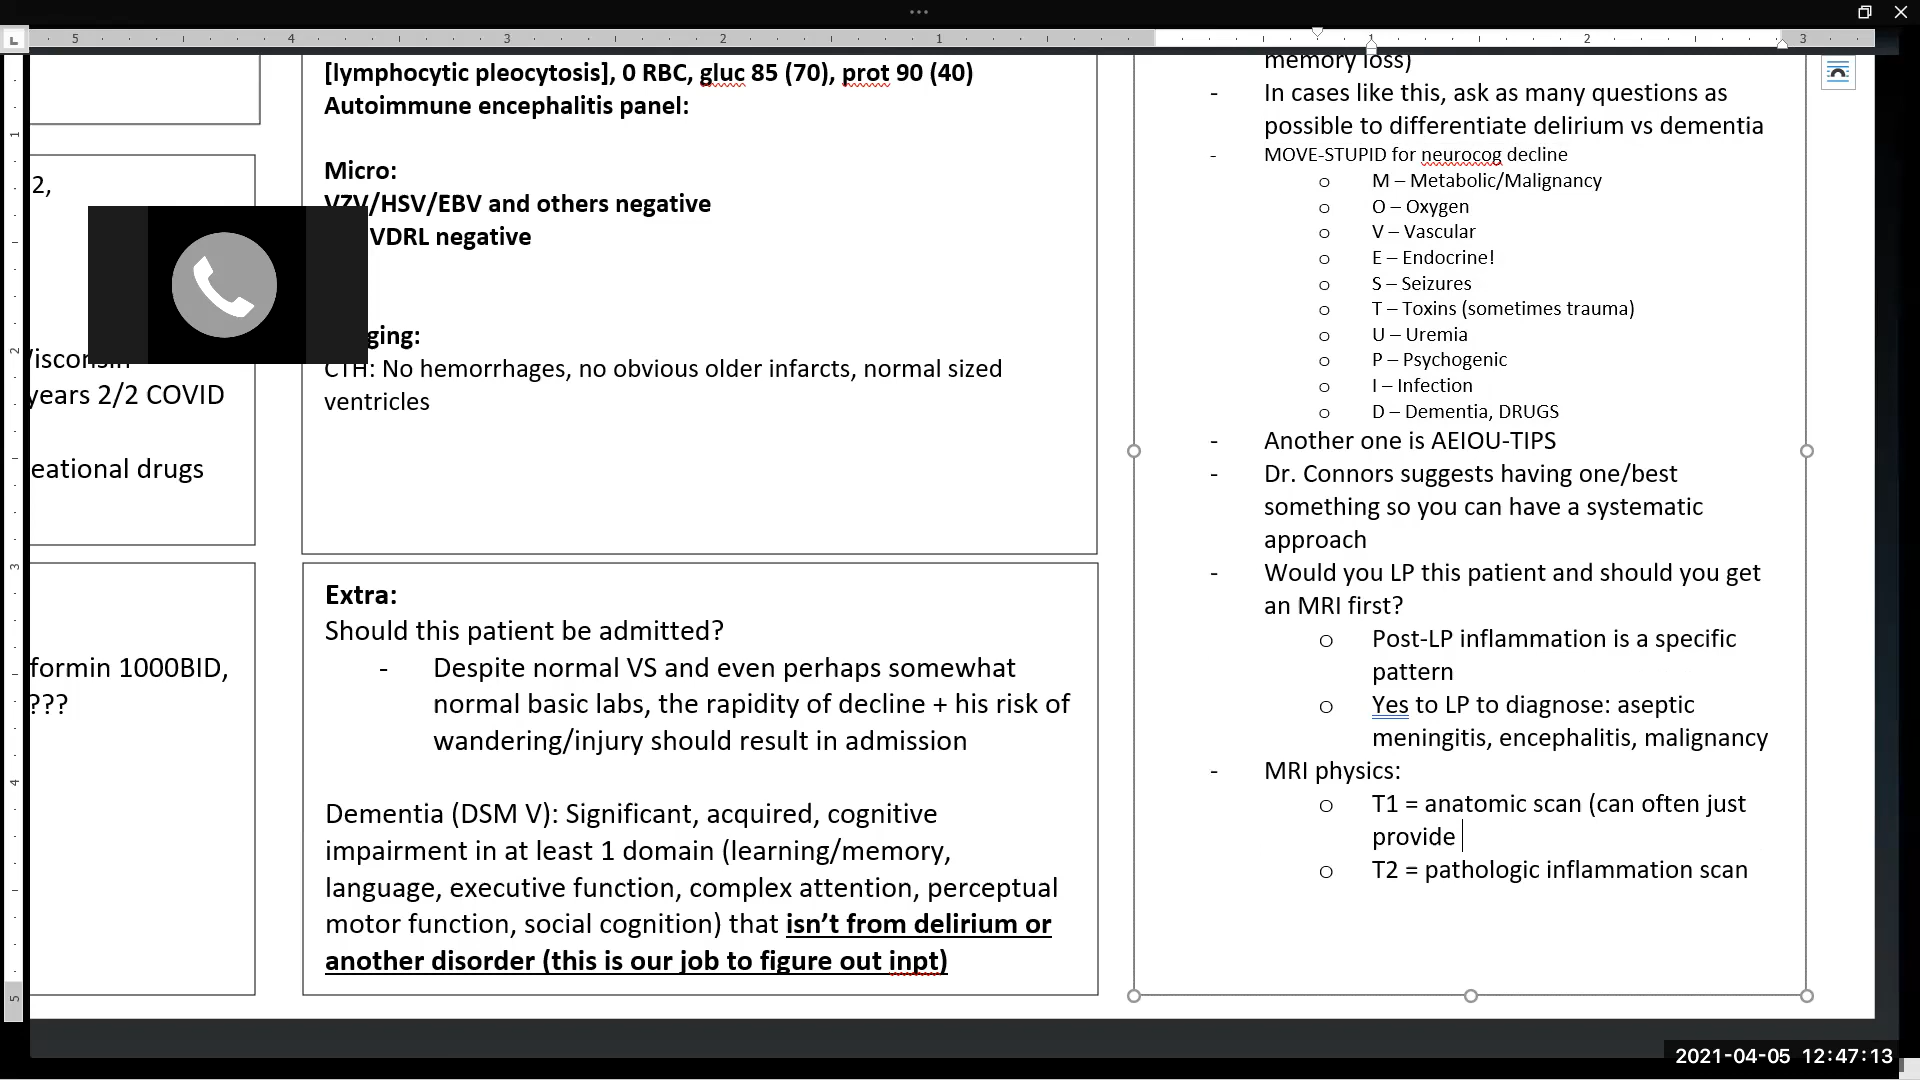 2,
Wisconsin
years 2/2 COVID
eational drugs
formin 1000BID,
???
[lymphocytic pleocytosis], 0 RBC, gluc 85 (70), prot 90 (40)
Autoimmune encephalitis panel:
Micro:
VZV/HSV/EBV and others negative
VDRL negative
ging:
CTH: No hemorrhages, no obvious older infarcts, normal sized
ventricles
Extra:
Should this patient be admitted?
- Despite normal VS and even perhaps somewhat
normal basic labs, the rapidity of decline + his risk of
wandering/injury should result in admission
Dementia (DSM V): Significant, acquired, cognitive
impairment in at least 1 domain (learning/memory,
language, executive function, complex attention, perceptual
motor function, social cognition) that isn’t from delirium or
another disorder (this is our job to figure out inpt)
memory loss)
- In cases like this, ask as many questions as
possible to differentiate delirium vs dementia
- MOVE-STUPID for neurocog decline
o M – Metabolic/Malignancy
o O – Oxygen
o V – Vascular
o E – Endocrine!
o S – Seizures
o T – Toxins (sometimes trauma)
o U – Uremia
o P – Psychogenic
o I – Infection
o D – Dementia, DRUGS
- Another one is AEIOU-TIPS
- Dr. Connors suggests having one/best
something so you can have a systematic
approach
- Would you LP this patient and should you get
an MRI first?
o Post-LP inflammation is a specific
pattern
o Yes to LP to diagnose: aseptic
meningitis, encephalitis, malignancy
- MRI physics:
o T1 = anatomic scan (can often just
provide
o T2 = pathologic inflammation scan
2021-04-05 12:47:13